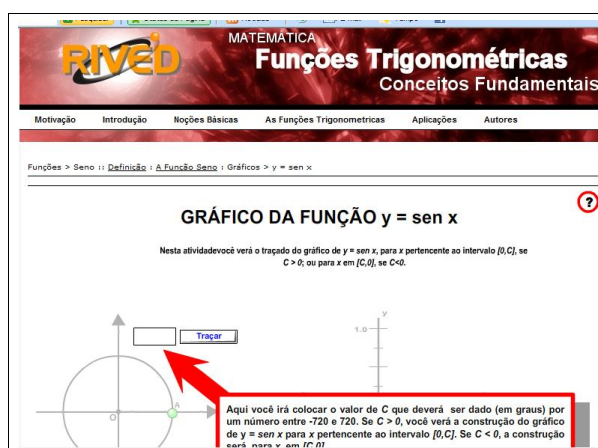 MATEMÁTICA
RIVED
Funções Trigonométricas
Conceitos Fundamentais
Motivação Introdução Noções Básicas As Funções Trigonometricas Aplicações Autores
Funções > Seno :: Definição : A Função Seno : Gráficos > y = sen x
?
GRÁFICO DA FUNÇÃO y = sen x
Nesta atividadevocê verá o traçado do gráfico de y = sen x, para x pertencente ao intervalo [0,C], se
C > 0; ou para x em [C,0], se C<0.
y
1.0
Traçar
A
O
Aqui você irá colocar o valor de C que deverá ser dado (em graus) por
um número entre -720 e 720. Se C > 0, você verá a construção do gráfico
de y = sen x para x pertencente ao intervalo [0,C]. Se C < 0, a construção
será para x em [C,0]